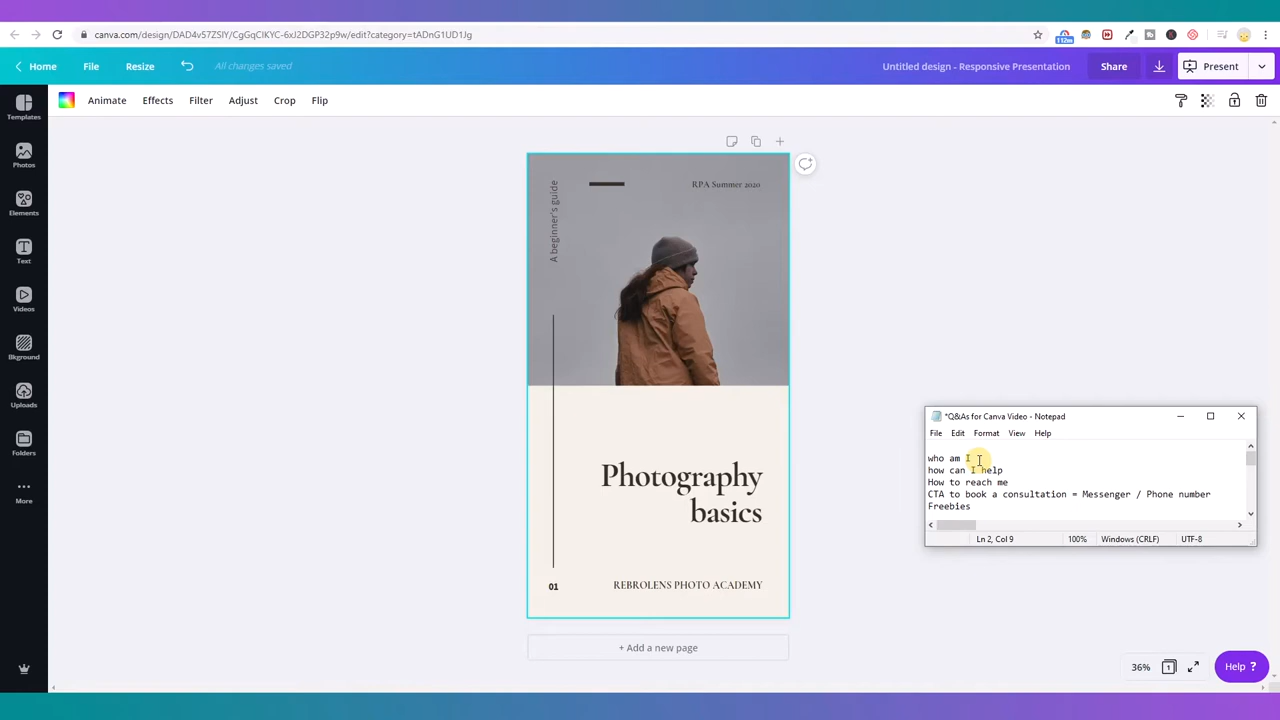 canva.com/design/DAD4v57ZSlY/CgGqCIKYC-6xJ2DGP32p9w/edit?category=tADnG1UD1Jg
112m
Home
File
Resize
All changes saved
Untitled design - Responsive Presentation
Share
Present
Animate
Effects
Filter
Adjust
Crop
Flip
Templates
Photos
Elements
Text
Videos
Bkground
Uploads
Folders
More
A beginner's guide
RPA Summer 2020
Photography
basics
01
REBROLENS PHOTO ACADEMY
+ Add a new page
*Q&As for Canva Video - Notepad
File Edit Format View Help
who am I
how can I help
How to reach me
CTA to book a consultation = Messenger / Phone number
Freebies
Ln 2, Col 9
100%
Windows (CRLF)
UTF-8
36%
1
Help ?